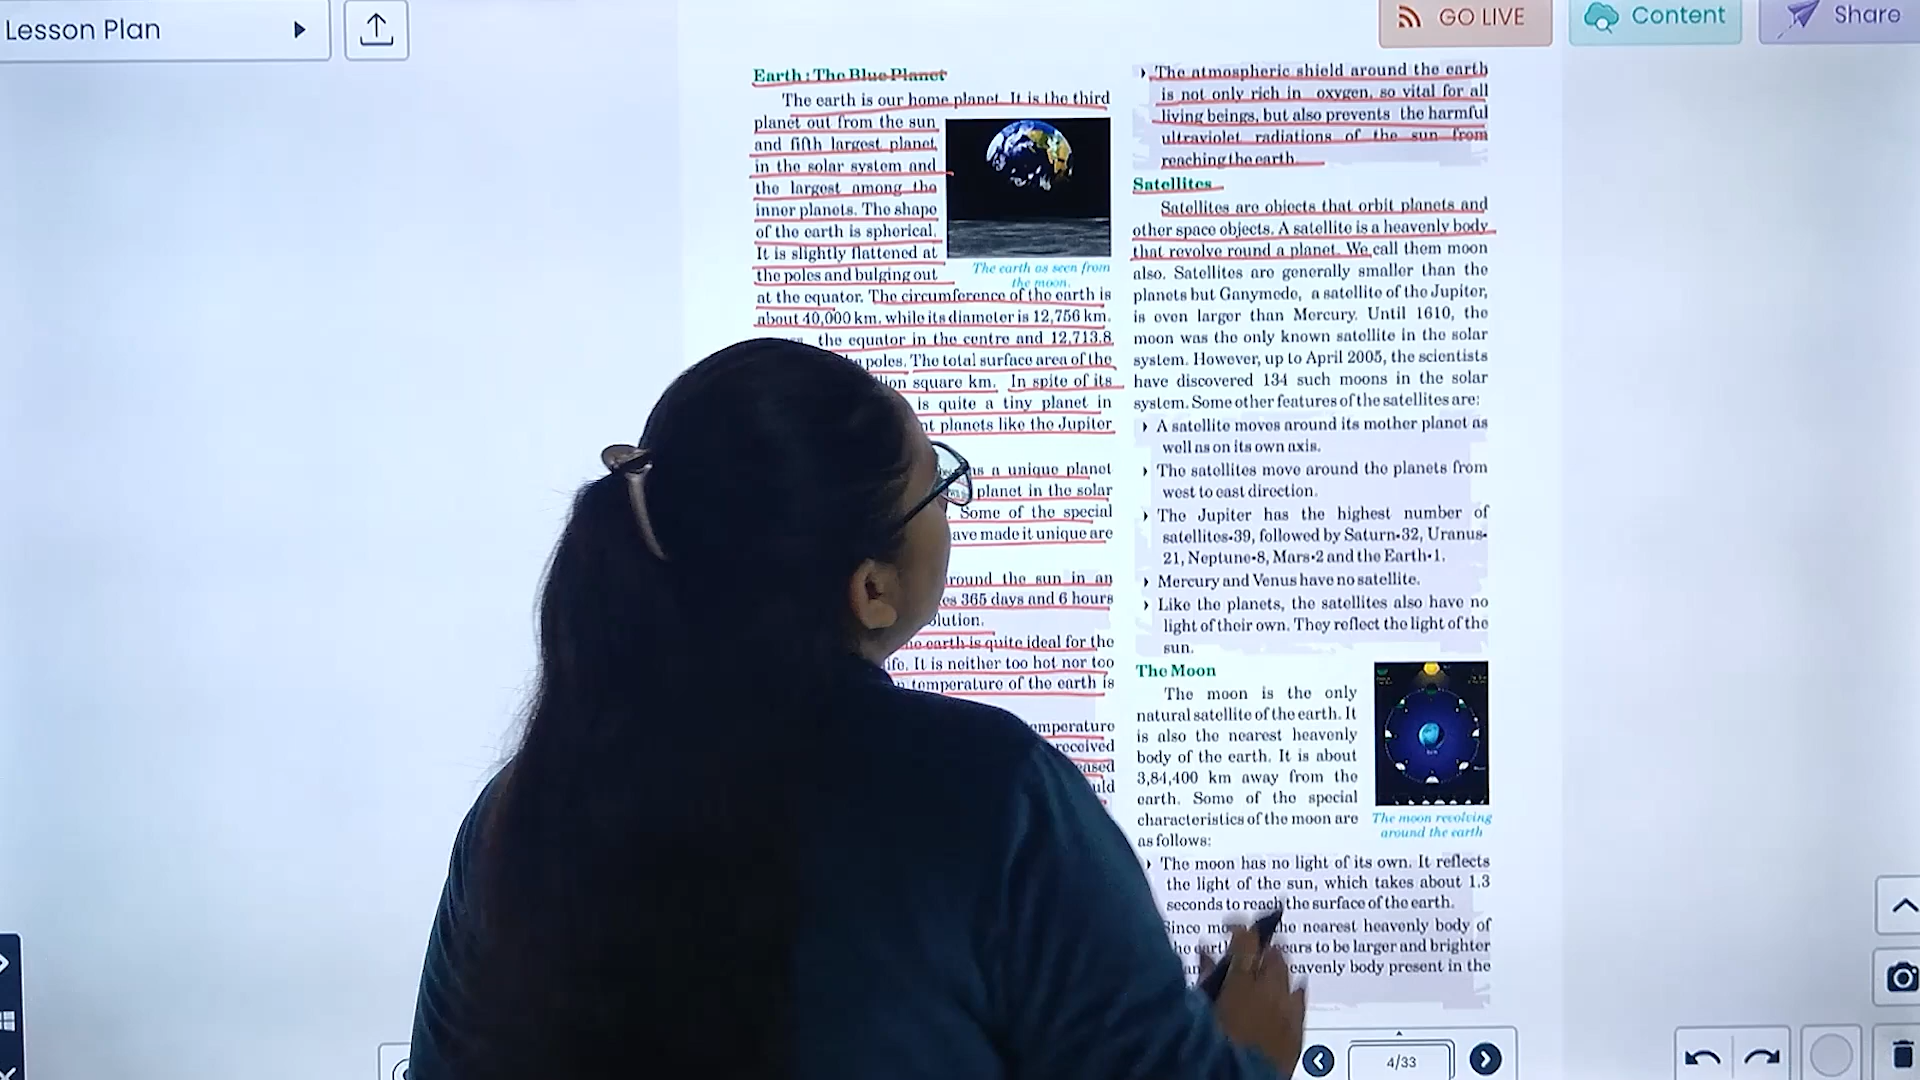 Lesson Plan
GO LIVE
Content
Share
Earth : The Blue Planet
The earth is our home planet. It is the third
planet out from the sun
and fifth largest planet
in the solar system and
the largest among the
inner planets. The shape
of the earth is spherical.
It is slightly flattened at
the poles and bulging out
at the equator. The circumference of the earth is
about 40,000 km. while its diameter is 12,756 km.
the equator in the centre and 12,713.8
poles. The total surface area of the
square km. In spite of its
is quite a tiny planet in
planets like the Jupiter
a unique planet
planet in the solar
Some of the special
made it unique are
the sun in an
365 days and 6 hours
earth is quite ideal for the
It is neither too hot nor too
temperature of the earth is
received
The earth as seen from
the moon.
The atmospheric shield around the earth
is not only rich in oxygen, so vital for all
living beings, but also prevents the harmful
ultraviolet radiations of the sun from
reaching the earth
Satellites
Satellites are objects that orbit planets and
other space objects. A satellite is a heavenly body
that revolve round a planet. We call them moon
also. Satellites are generally smaller than the
planets but Ganymede, a satellite of the Jupiter,
is even larger than Mercury. Until 1610, the
moon was the only known satellite in the solar
system. However, up to April 2005, the scientists
have discovered 134 such moons in the solar
system. Some other features of the satellites are:
A satellite moves around its mother planet as
well as on its own axis.
The satellites move around the planets from
west to east direction.
The Jupiter has the highest number of
satellites-39, followed by Saturn-32, Uranus-
21, Neptune-8, Mars-2 and the Earth-1.
Mercury and Venus have no satellite.
Like the planets, the satellites also have no
light of their own. They reflect the light of the
sun.
The Moon
The moon is the only
natural satellite of the earth. It
is also the nearest heavenly
body of the earth. It is about
3,84,400 km away from the
earth. Some of the special
characteristics of the moon are
as follows:
The moon revolving
around the earth
The moon has no light of its own. It reflects
the light of the sun, which takes about 1.3
seconds to reach the surface of the earth.
Since nearest heavenly body of
to be larger and brighter
heavenly body present in the
4/33